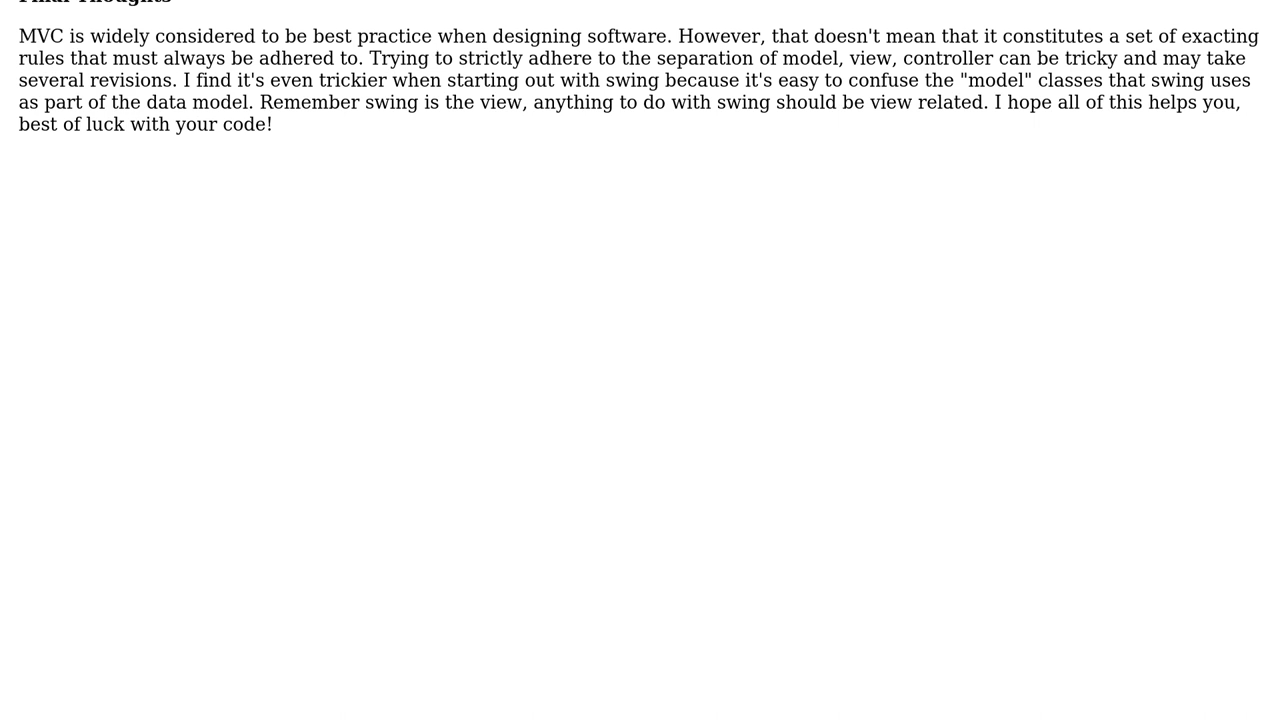 Final Thoughts
MVC is widely considered to be best practice when designing software. However, that doesn't mean that it constitutes a set of exacting
rules that must always be adhered to. Trying to strictly adhere to the separation of model, view, controller can be tricky and may take
several revisions. I find it's even trickier when starting out with swing because it's easy to confuse the "model" classes that swing uses
as part of the data model. Remember swing is the view, anything to do with swing should be view related. I hope all of this helps you,
best of luck with your code!